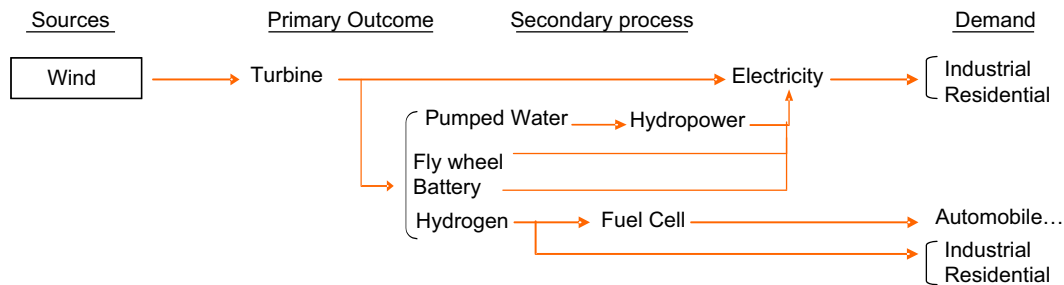 Sources Primary Outcome Secondary process Demand
Wind Turbine Electricity Industrial
Residential
Pumped Water Hydropower
Fly wheel
Battery
Hydrogen Fuel Cell Automobile…
Industrial
Residential